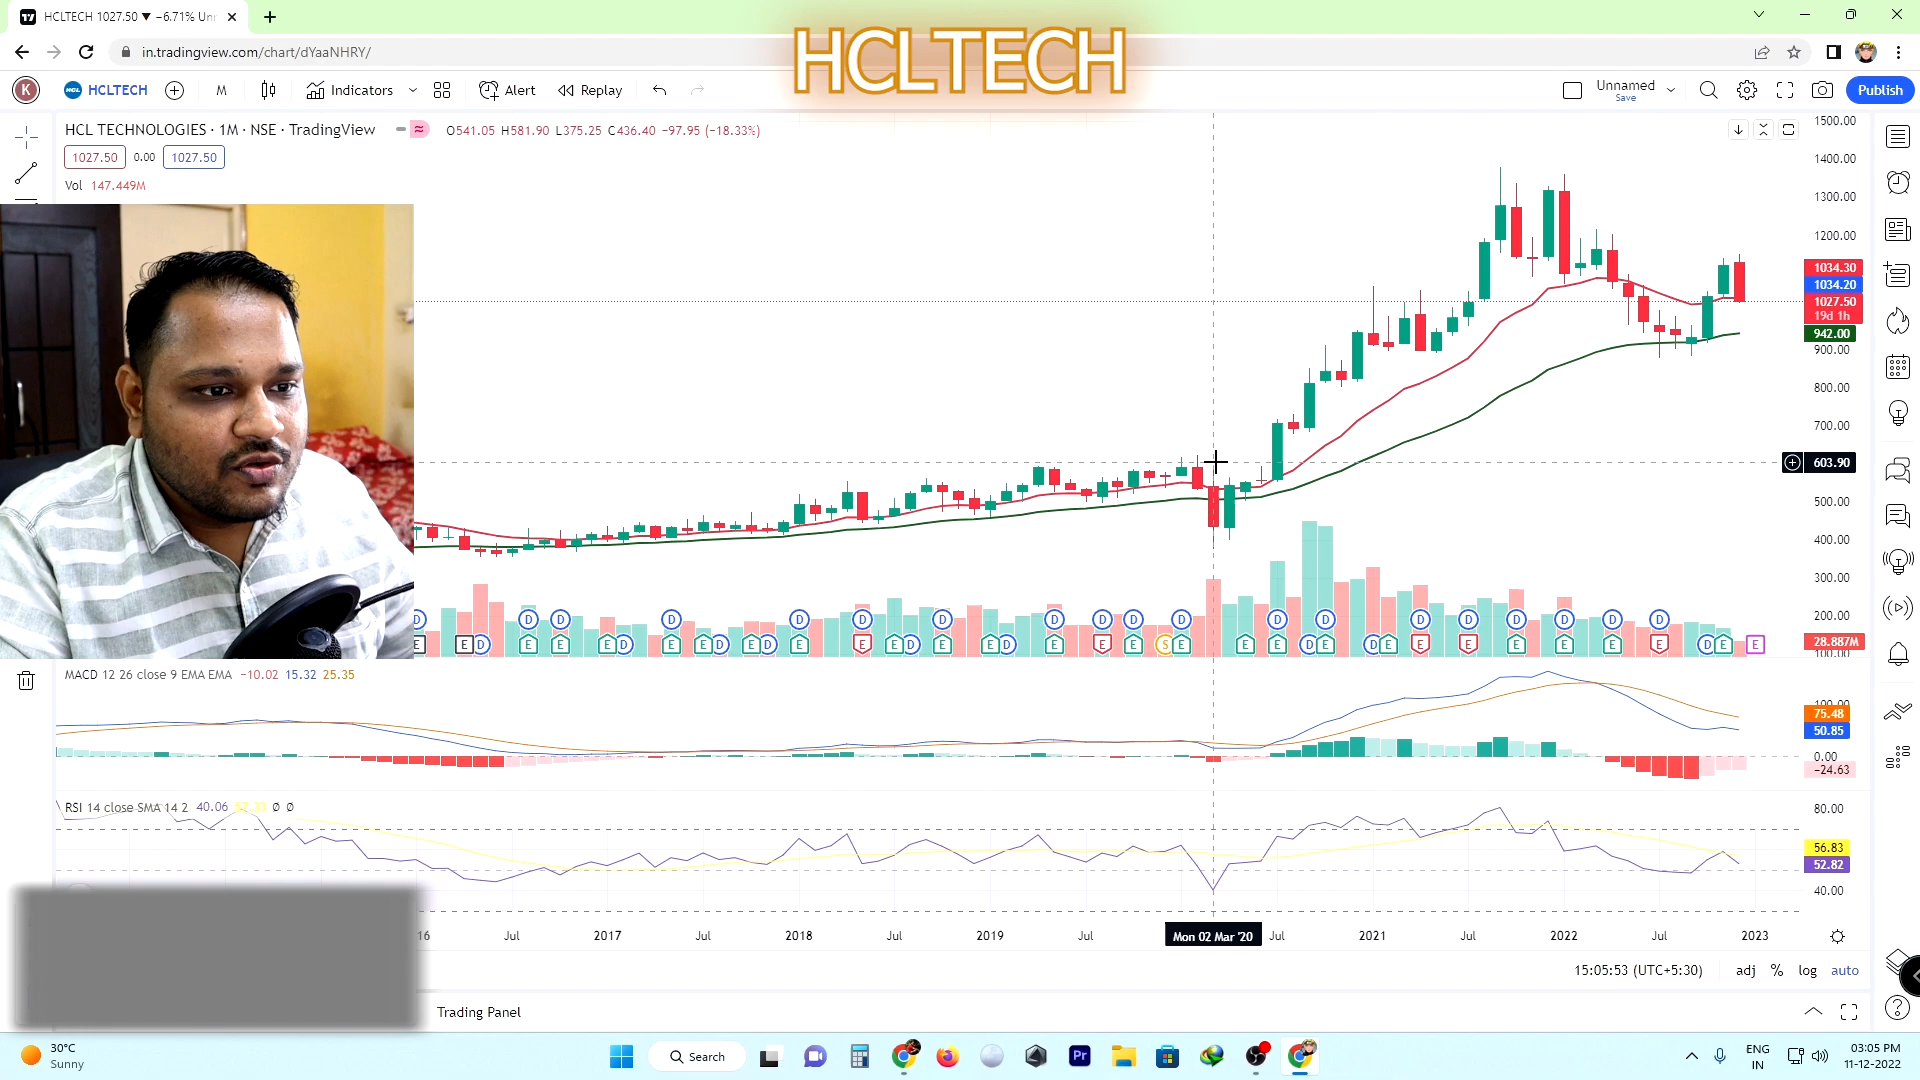 HCLTECH 1027.50 ▼ −6.71% Unr
in.tradingview.com/chart/dYaaNHRY/
HCLTECH
K HCL HCLTECH M Indicators Alert Replay Unnamed Save Publish
HCL TECHNOLOGIES · 1M · NSE · TradingView O541.05 H581.90 L375.25 C436.40 −97.95 (−18.33%)
1027.50 0.00 1027.50
Vol 147.449M
1500.00
1400.00
1300.00
1200.00
1034.30
1034.20
1027.50
19d 1h
942.00
900.00
800.00
700.00
603.90
500.00
400.00
300.00
200.00
28.887M
100.00
D D D D D D D D D D D D D D D D D D D D
E E D E E E D E E D E D E E E D E E D E E S E E E D E D E E E E E E E D E E
MACD 12 26 close 9 EMA EMA −10.02 15.32 25.35
100.00
75.48
50.85
0.00
−24.63
RSI 14 close SMA 14 2 40.06 ∅ ∅
80.00
56.83
52.82
40.00
16 Jul 2017 Jul 2018 Jul 2019 Jul Mon 02 Mar '20 Jul 2021 Jul 2022 Jul 2023
15:05:53 (UTC+5:30) adj % log auto
Trading Panel
30°C
Sunny
Search
Pr
ENG
IN
03:05 PM
11-12-2022